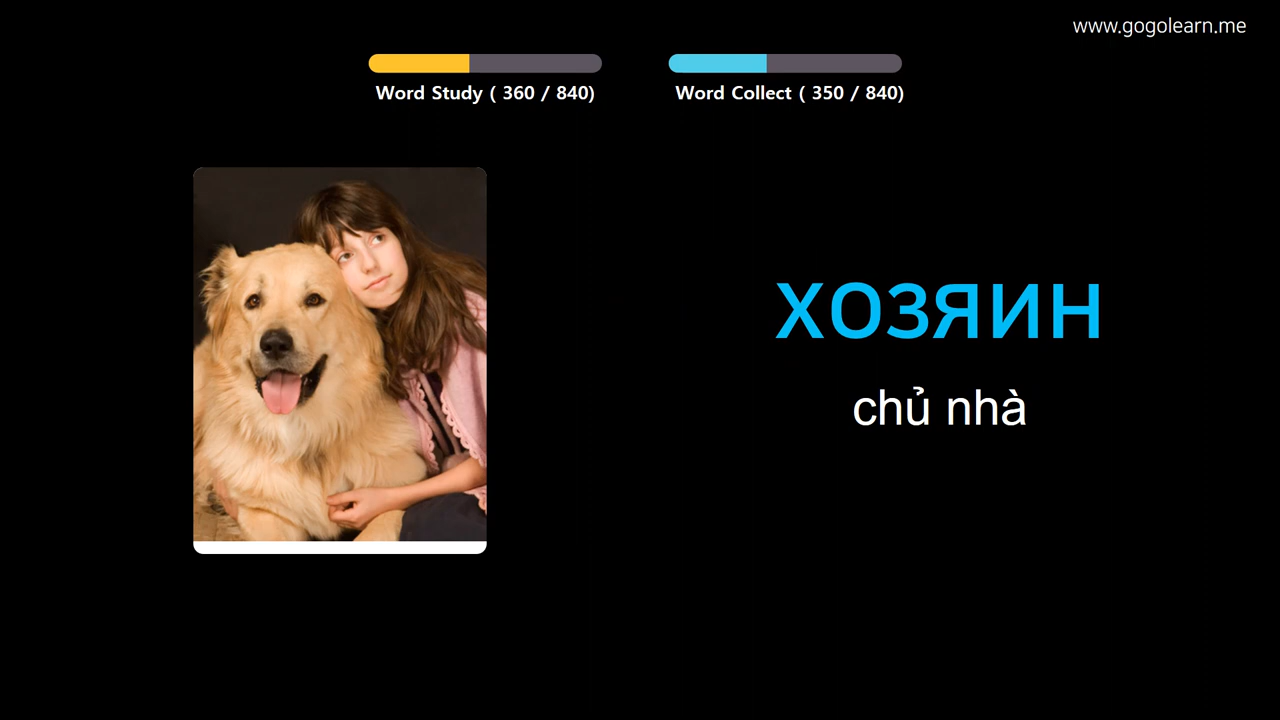 www.gogolearn.me
Word Study ( 360 / 840)
Word Collect ( 350 / 840)
хозяин
chủ nhà